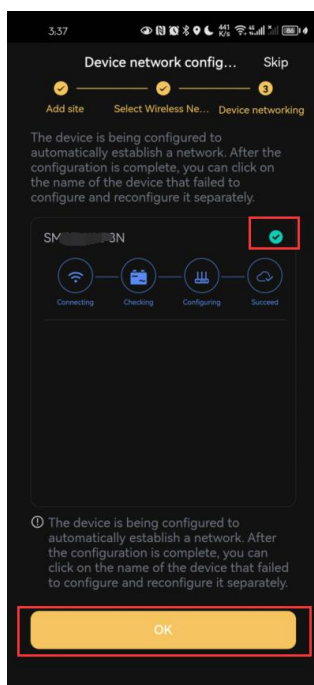 3:37
441 K/s
86
Device network config...
Skip
3
Add site
Select Wireless Ne...
Device networking
The device is being configured to
automatically establish a network. After the
configuration is complete, you can click on
the name of the device that failed to
configure and reconfigure it separately.
SM 3N
Connecting
Checking
Configuring
Succeed
The device is being configured to
automatically establish a network. After
the configuration is complete, you can
click on the name of the device that failed
to configure and reconfigure it separately.
OK